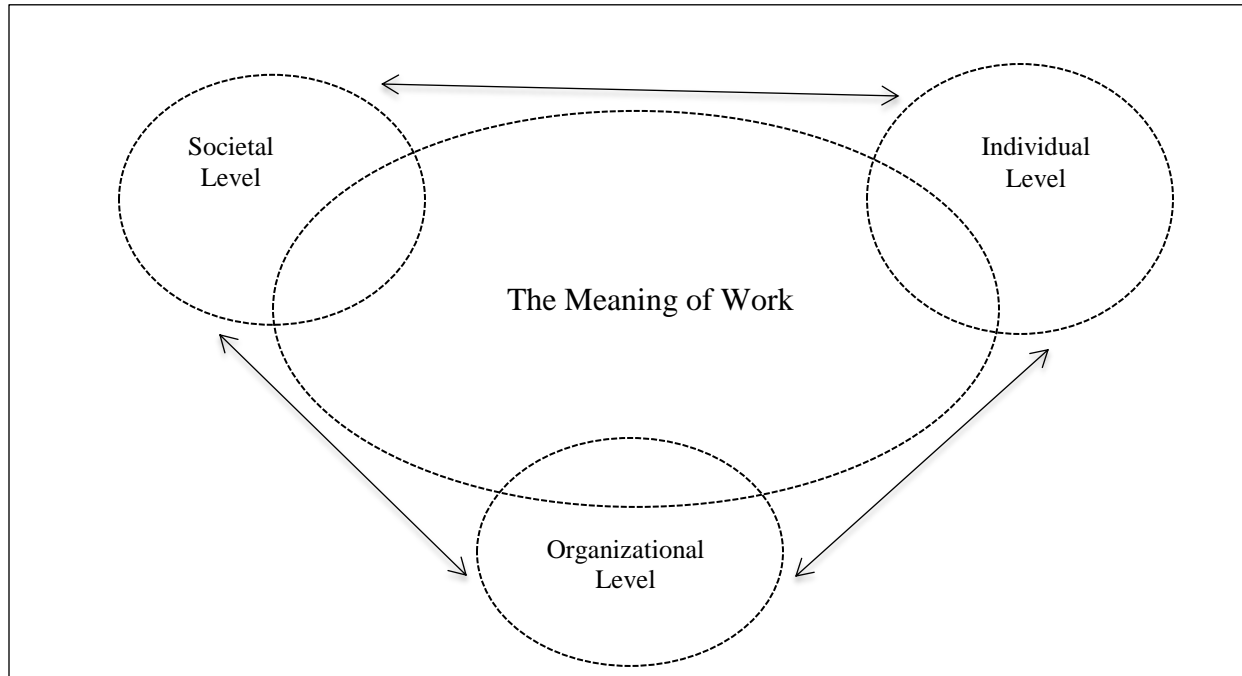 Societal
Level
Individual
Level
The Meaning of Work
Organizational
Level